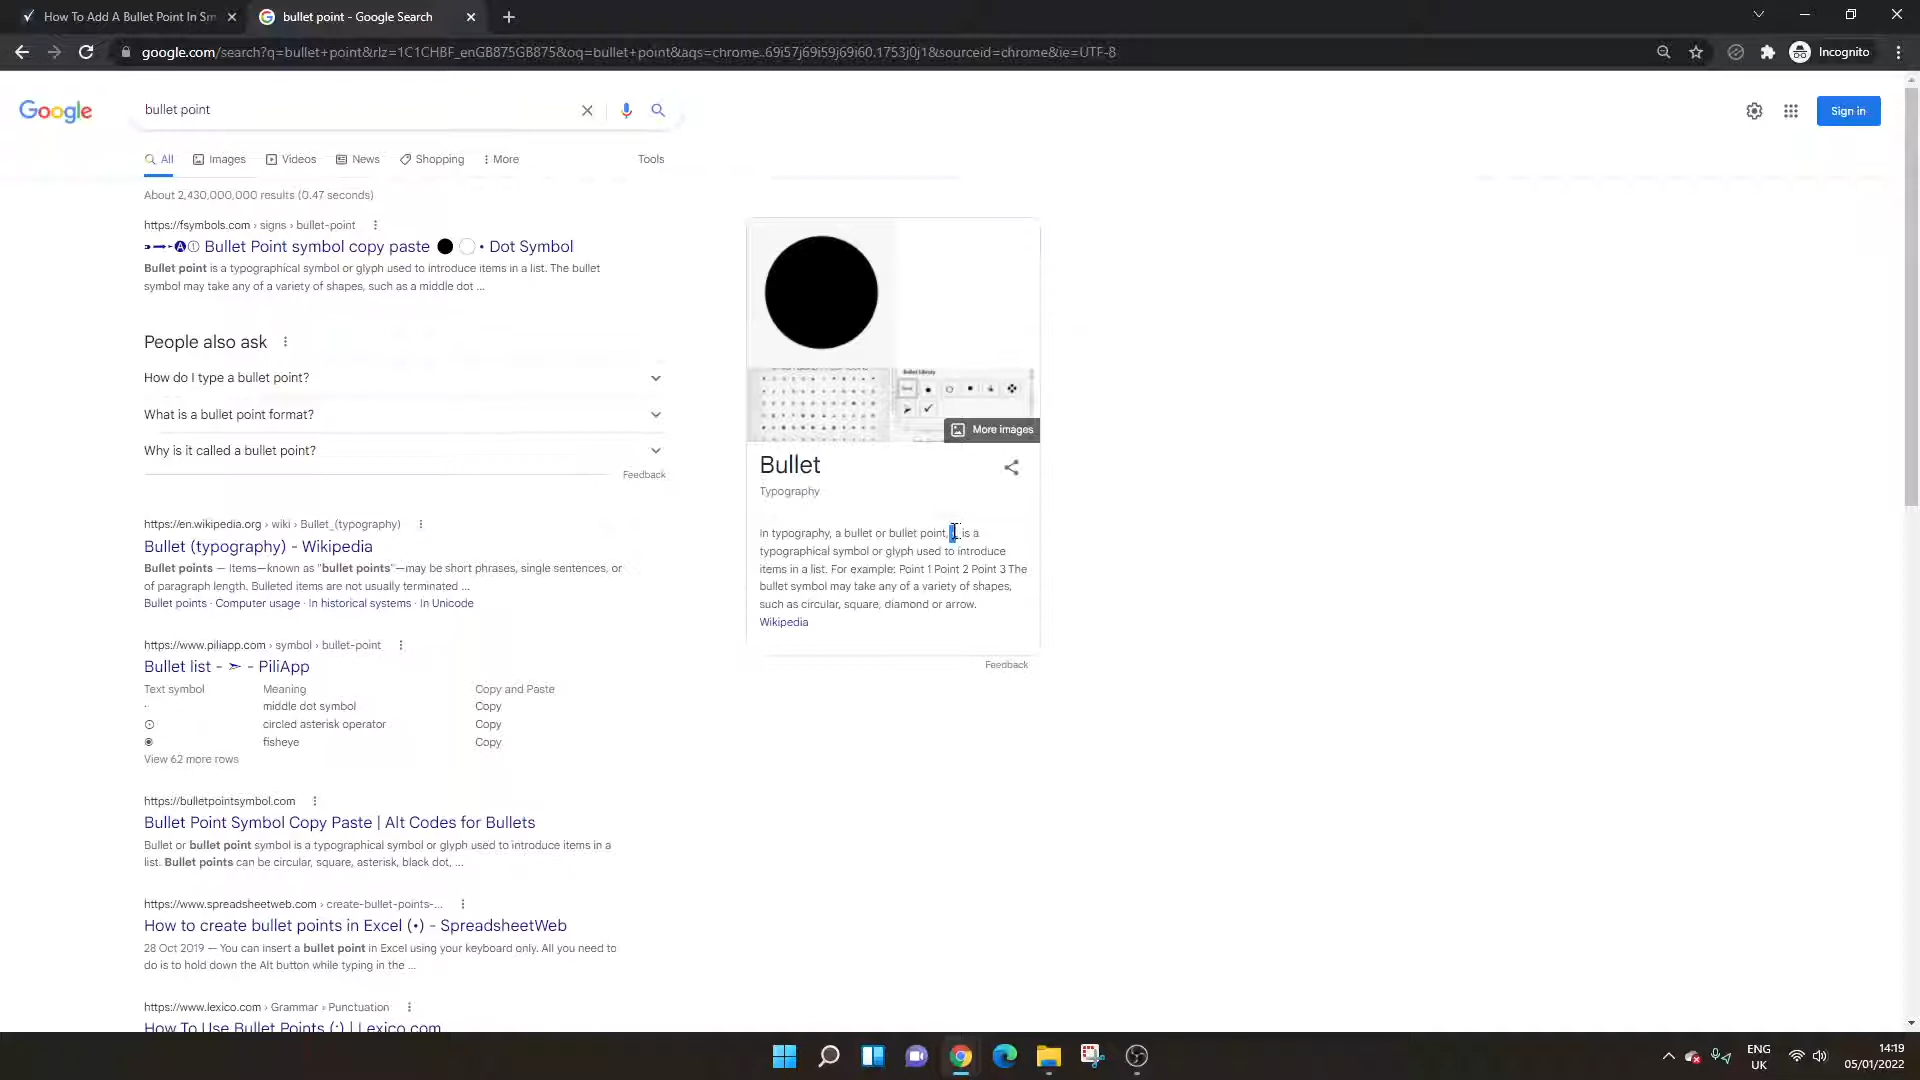 How To Add A Bullet Point In Sm
bullet point - Google Search
google.com/search?q=bullet+point&rlz=1C1CHBF_enGB875GB875&oq=bullet+point&aqs=chrome..69i57j69i59j69i60.1753j0j1&sourceid=chrome&ie=UTF-8
Incognito
Google
bullet point
Sign in
All
Images
Videos
News
Shopping
More
Tools
About 2,430,000,000 results (0.47 seconds)
https://fsymbols.com › signs › bullet-point
➼➙➛🅐① Bullet Point symbol copy paste ⬤ ◯ • Dot Symbol
Bullet point is a typographical symbol or glyph used to introduce items in a list. The bullet
symbol may take any of a variety of shapes, such as a middle dot ...
People also ask
How do I type a bullet point?
What is a bullet point format?
Why is it called a bullet point?
Feedback
https://en.wikipedia.org › wiki › Bullet_(typography)
Bullet (typography) - Wikipedia
Bullet points — Items—known as "bullet points"—may be short phrases, single sentences, or
of paragraph length. Bulleted items are not usually terminated ...
Bullet points · Computer usage · In historical systems · In Unicode
https://www.piliapp.com › symbol › bullet-point
Bullet list - ➣ - PiliApp
Text symbol Meaning Copy and Paste
· middle dot symbol Copy
⊙ circled asterisk operator Copy
◉ fisheye Copy
View 62 more rows
https://bulletpointsymbol.com
Bullet Point Symbol Copy Paste | Alt Codes for Bullets
Bullet or bullet point symbol is a typographical symbol or glyph used to introduce items in a
list. Bullet points can be circular, square, asterisk, black dot, ...
https://www.spreadsheetweb.com › create-bullet-points-...
How to create bullet points in Excel (•) - SpreadsheetWeb
28 Oct 2019 — You can insert a bullet point in Excel using your keyboard only. All you need to
do is to hold down the Alt button while typing in the ...
https://www.lexico.com › Grammar › Punctuation
How To Use Bullet Points (·) | Lexico.com
Bullet Library
More images
Bullet
Typography
In typography, a bullet or bullet point, is a
typographical symbol or glyph used to introduce
items in a list. For example: Point 1 Point 2 Point 3 The
bullet symbol may take any of a variety of shapes,
such as circular, square, diamond or arrow.
Wikipedia
Feedback
ENG
UK
14:19
05/01/2022